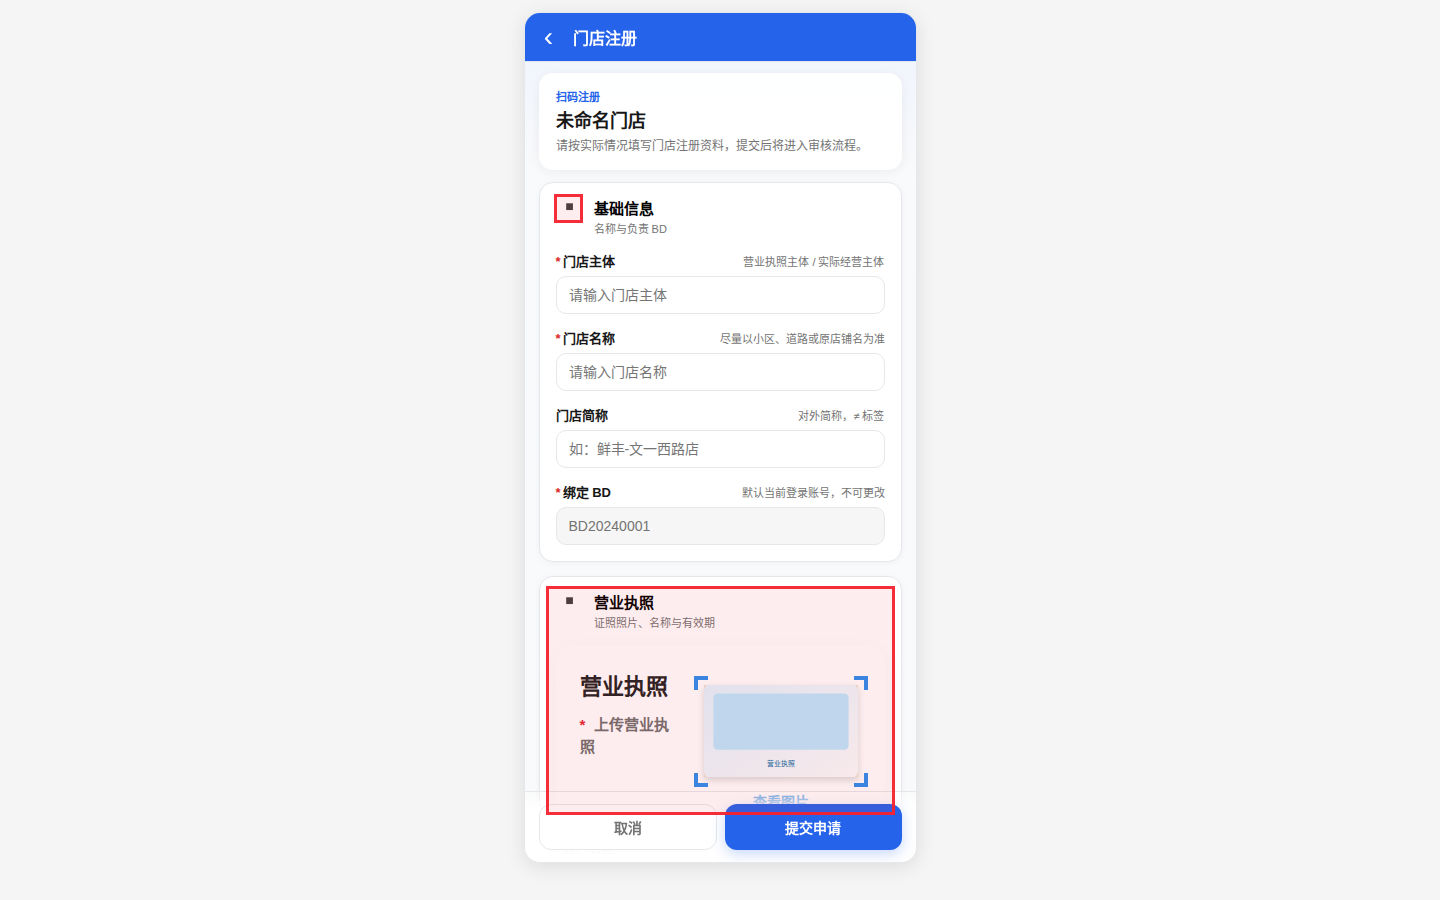 门店注册
扫码注册
未命名门店
请按实际情况填写门店注册资料，提交后将进入审核流程。
基础信息
名称与负责 BD
* 门店主体 营业执照主体 / 实际经营主体
请输入门店主体
* 门店名称 尽量以小区、道路或原店铺名为准
请输入门店名称
门店简称 对外简称，≠ 标签
如：鲜丰-文一西路店
* 绑定 BD 默认当前登录账号，不可更改
BD20240001
营业执照
证照照片、名称与有效期
营业执照
* 上传营业执
照
营业执照
查看图片
取消 提交申请